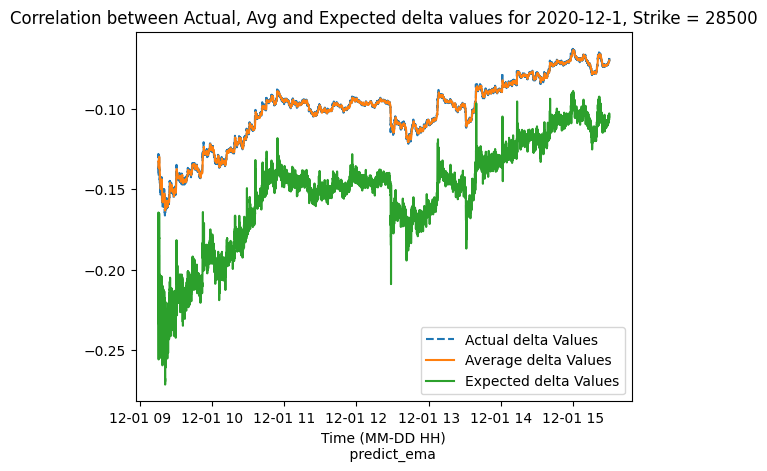 Correlation between Actual, Avg and Expected delta values for 2020-12-1, Strike = 28500
−0.10
−0.15
−0.20
−0.25
Actual delta Values
Average delta Values
Expected delta Values
12-01 09 12-01 10 12-01 11 12-01 12 12-01 13 12-01 14 12-01 15
Time (MM-DD HH)
predict_ema